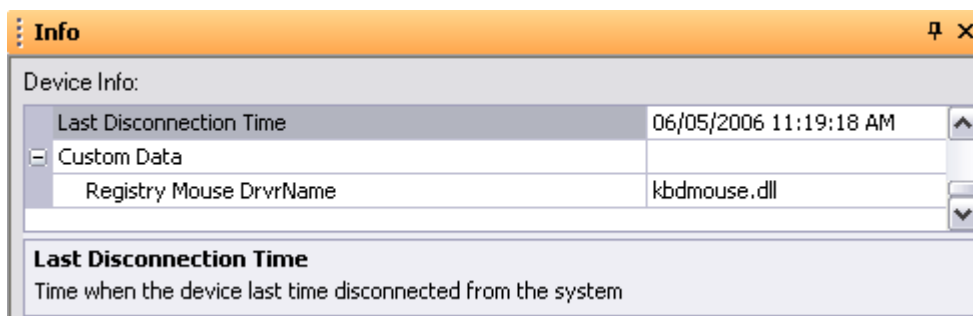 Info
Device Info:
Last Disconnection Time 06/05/2006 11:19:18 AM
Custom Data
Registry Mouse DrvrName kbdmouse.dll
Last Disconnection Time
Time when the device last time disconnected from the system